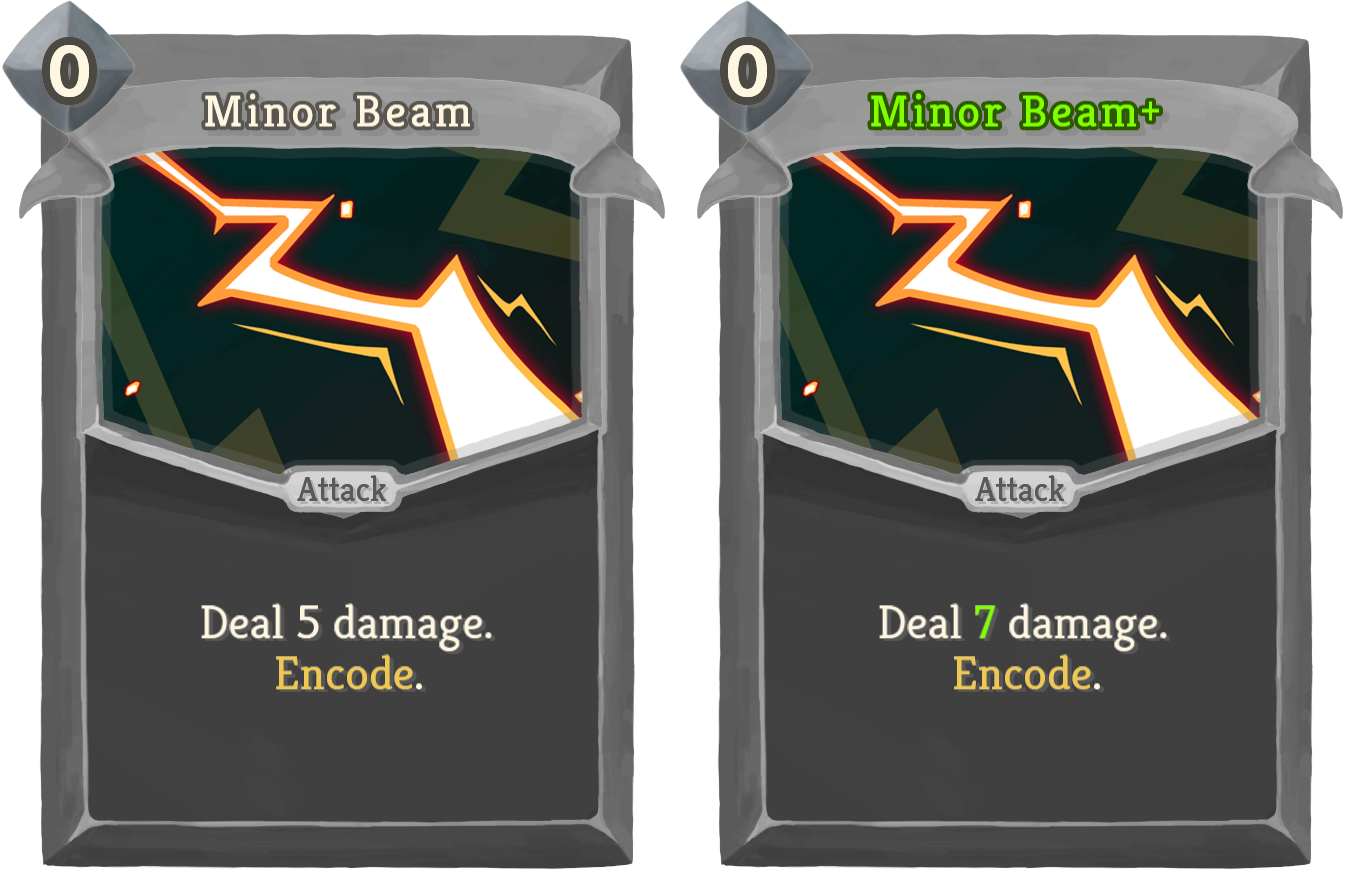 0
Minor Beam
Attack
Deal 5 damage.
Encode.
0
Minor Beam+
Attack
Deal 7 damage.
Encode.